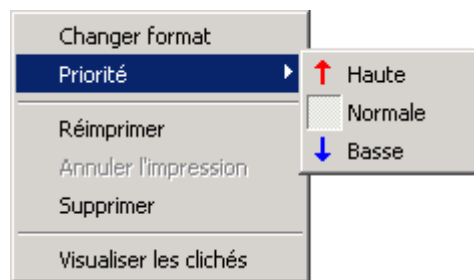 Changer format
Priorité
Réimprimer
Annuler l'impression
Supprimer
Visualiser les clichés
Haute
Normale
Basse